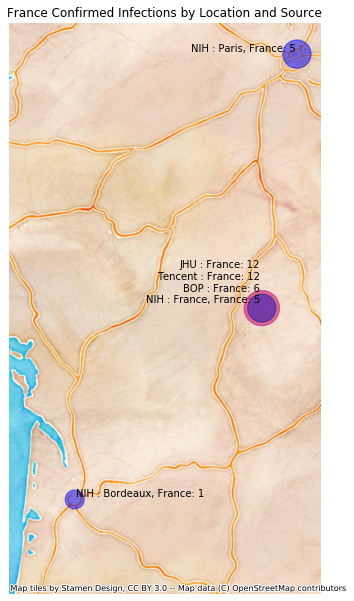 France Confirmed Infections by Location and Source
NIH : Paris, France: 5
JHU : France: 12
Tencent : France: 12
BOP : France: 6
NIH : France, France: 5
NIH : Bordeaux, France: 1
Map tiles by Stamen Design, CC BY 3.0 -- Map data (C) OpenStreetMap contributors